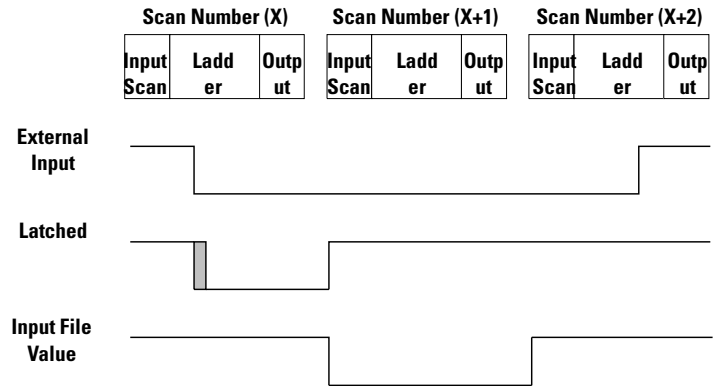 Scan Number (X) Scan Number (X+1) Scan Number (X+2)
Input Ladd Outp Input Ladd Outp Input Ladd Outp
Scan er ut Scan er ut Scan er ut
External
Input
Latched
Input File
Value